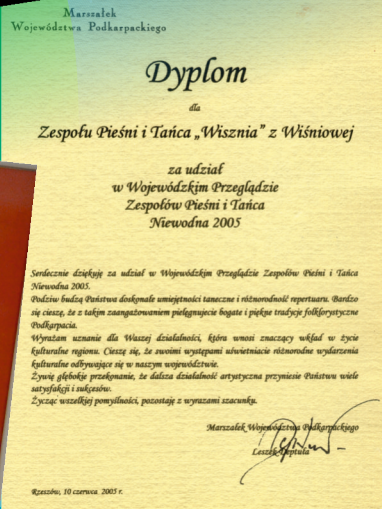 Marszałek
Województwa Podkarpackiego
Dyplom
dla
Zespołu Pieśni i Tańca „Wisznia” z Wiśniowej
za udział
w Wojewódzkim Przeglądzie
Zespołów Pieśni i Tańca
Niewodna 2005
Serdecznie dziękuję za udział w Wojewódzkim Przeglądzie Zespołów Pieśni i Tańca
Niewodna 2005.
Podziw budzą Państwa doskonałe umiejętności taneczne i różnorodność repertuaru. Bardzo
się cieszę, że z takim zaangażowaniem pielęgnujecie bogate i piękne tradycje folklorystyczne
Podkarpacia.
Wyrażam uznanie dla Waszej działalności, która wnosi znaczący wkład w życie
kulturalne regionu. Cieszę się, że swoimi występami uświetniacie różnorodne wydarzenia
kulturalne odbywające się w naszym województwie.
Żywię głębokie przekonanie, że dalsza działalność artystyczna przyniesie Państwu wiele
satysfakcji i sukcesów.
Życząc wszelkiej pomyślności, pozostaję z wyrazami szacunku.
Marszałek Województwa Podkarpackiego
Leszek Deptuła
Rzeszów, 10 czerwca 2005 r.